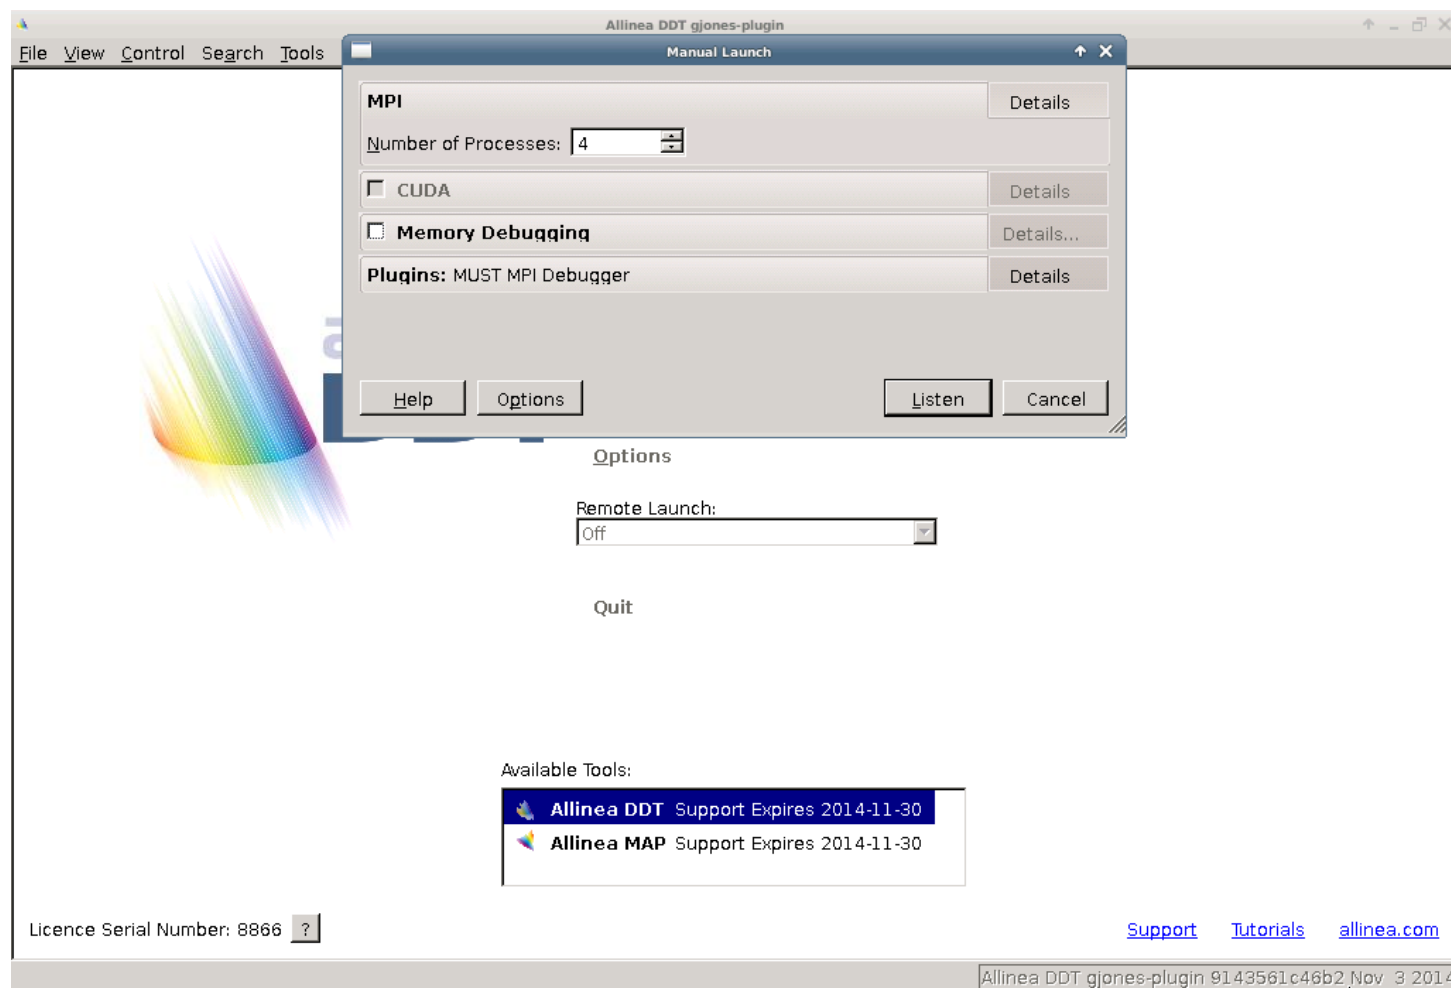 Allinea DDT gjones-plugin
File View Control Search Tools
Manual Launch
MPI
Details
Number of Processes: 4
CUDA
Details
Memory Debugging
Details...
Plugins: MUST MPI Debugger
Details
Help
Options
Listen
Cancel
Options
Remote Launch:
Off
Quit
Available Tools:
Allinea DDT Support Expires 2014-11-30
Allinea MAP Support Expires 2014-11-30
Licence Serial Number: 8866 ?
Support Tutorials allinea.com
Allinea DDT gjones-plugin 9143561c46b2 Nov 3 2014